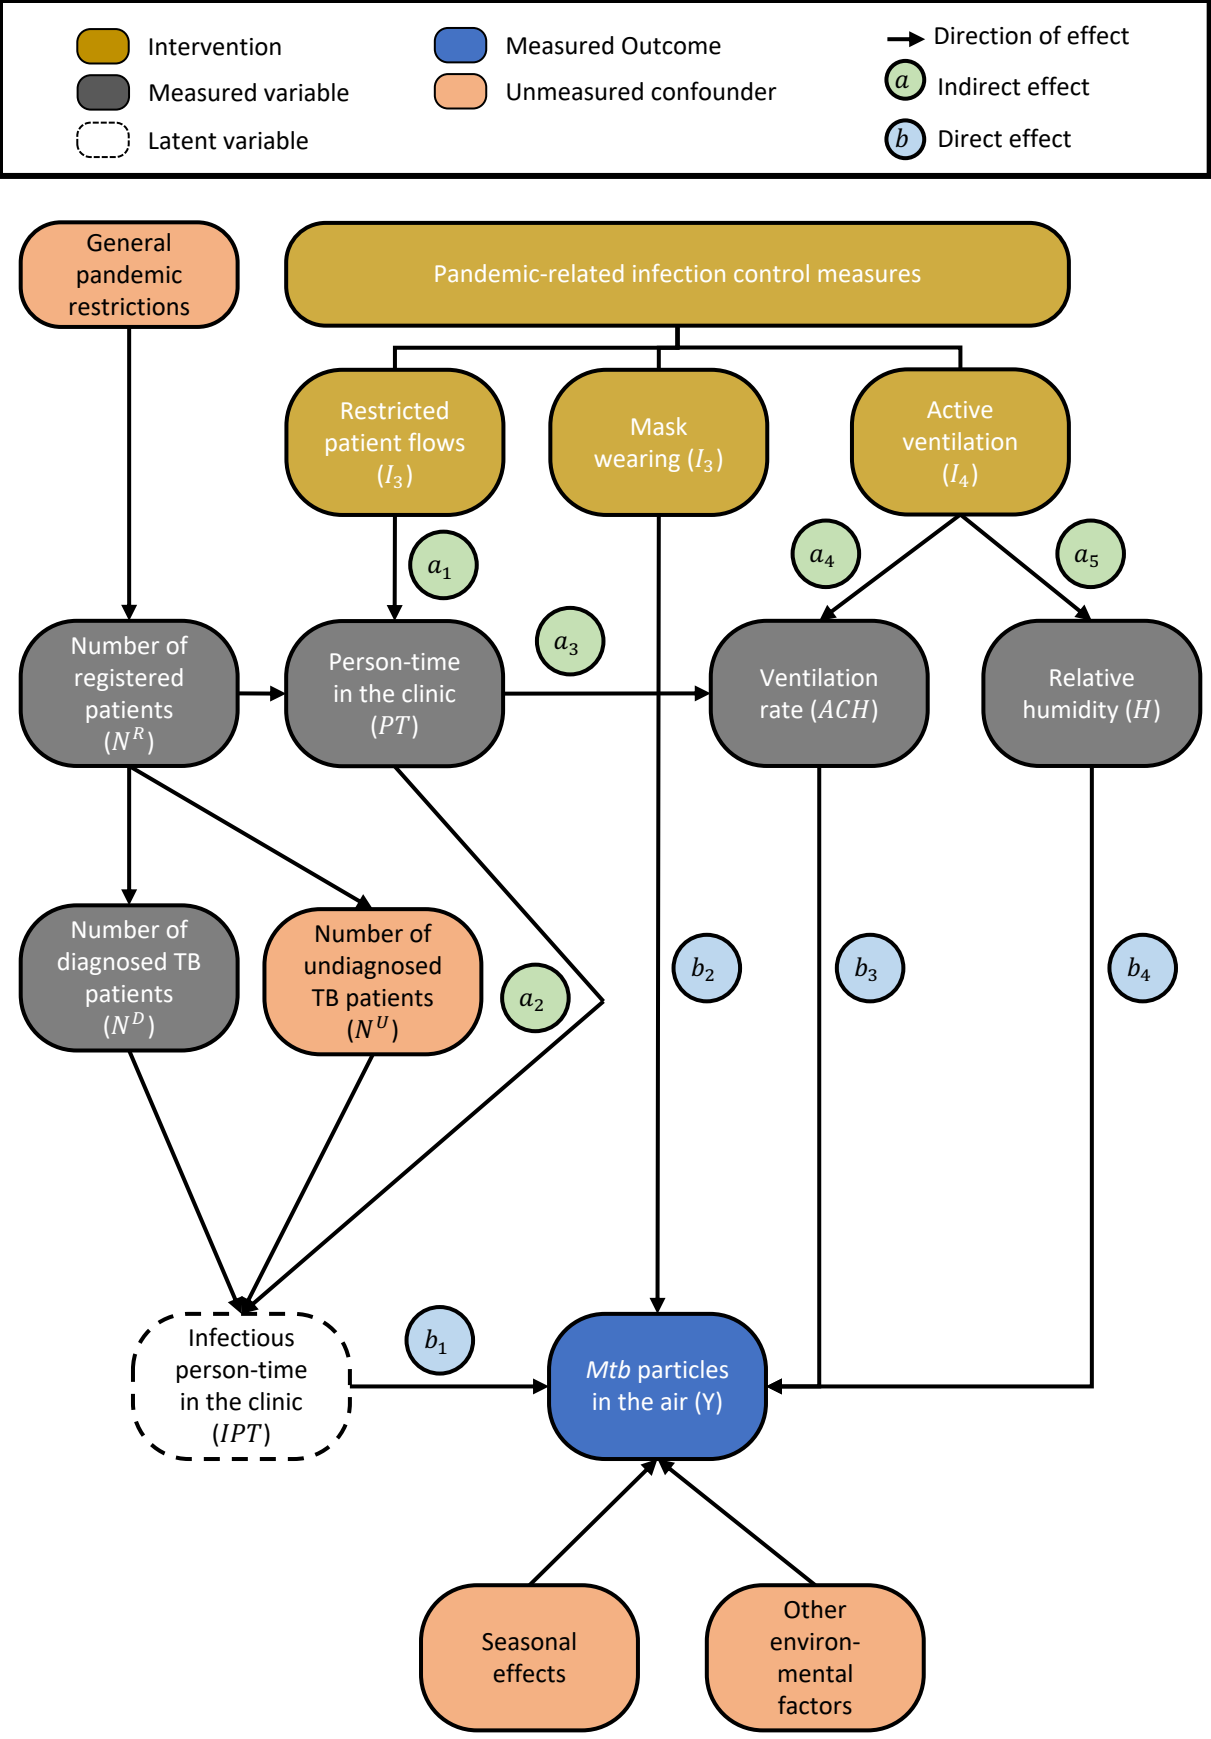 Intervention
Measured variable
Latent variable
Measured Outcome
Unmeasured confounder
Direction of effect
a Indirect effect
b Direct effect
General
pandemic
restrictions
Pandemic-related infection control measures
Restricted
patient flows
(I₃)
Mask
wearing (I₃)
Active
ventilation
(I₄)
a₁
a₄
a₅
Number of
registered
patients
(Nᴿ)
Person-time
in the clinic
(PT)
a₃
Ventilation
rate (ACH)
Relative
humidity (H)
Number of
diagnosed TB
patients
(Nᴰ)
Number of
undiagnosed
TB patients
(Nᵁ)
a₂
b₂
b₃
b₄
Infectious
person-time
in the clinic
(IPT)
b₁
Mtb particles
in the air (Y)
Seasonal
effects
Other
environ-
mental
factors